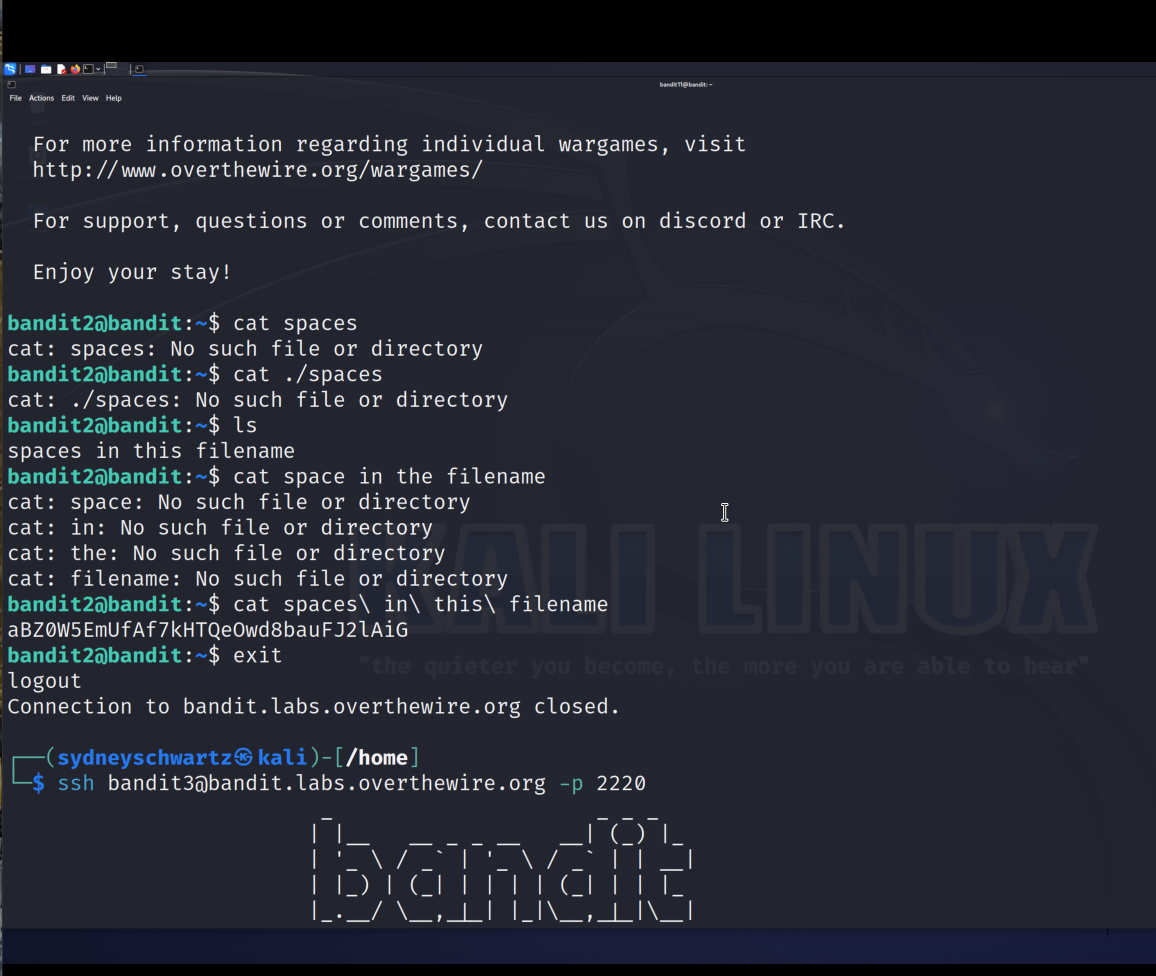 bandit11@bandit: ~
File Actions Edit View Help
For more information regarding individual wargames, visit
http://www.overthewire.org/wargames/
For support, questions or comments, contact us on discord or IRC.
Enjoy your stay!
bandit2@bandit:~$ cat spaces
cat: spaces: No such file or directory
bandit2@bandit:~$ cat ./spaces
cat: ./spaces: No such file or directory
bandit2@bandit:~$ ls
spaces in this filename
bandit2@bandit:~$ cat space in the filename
cat: space: No such file or directory
cat: in: No such file or directory
cat: the: No such file or directory
cat: filename: No such file or directory
bandit2@bandit:~$ cat spaces\ in\ this\ filename
aBZ0W5EmUfAf7kHTQeOwd8bauFJ2lAiG
bandit2@bandit:~$ exit
logout
Connection to bandit.labs.overthewire.org closed.
(sydneyschwartz㉿kali)-[/home]
$ ssh bandit3@bandit.labs.overthewire.org -p 2220
bandit
KALI LINUX
"the quieter you become, the more you are able to hear"